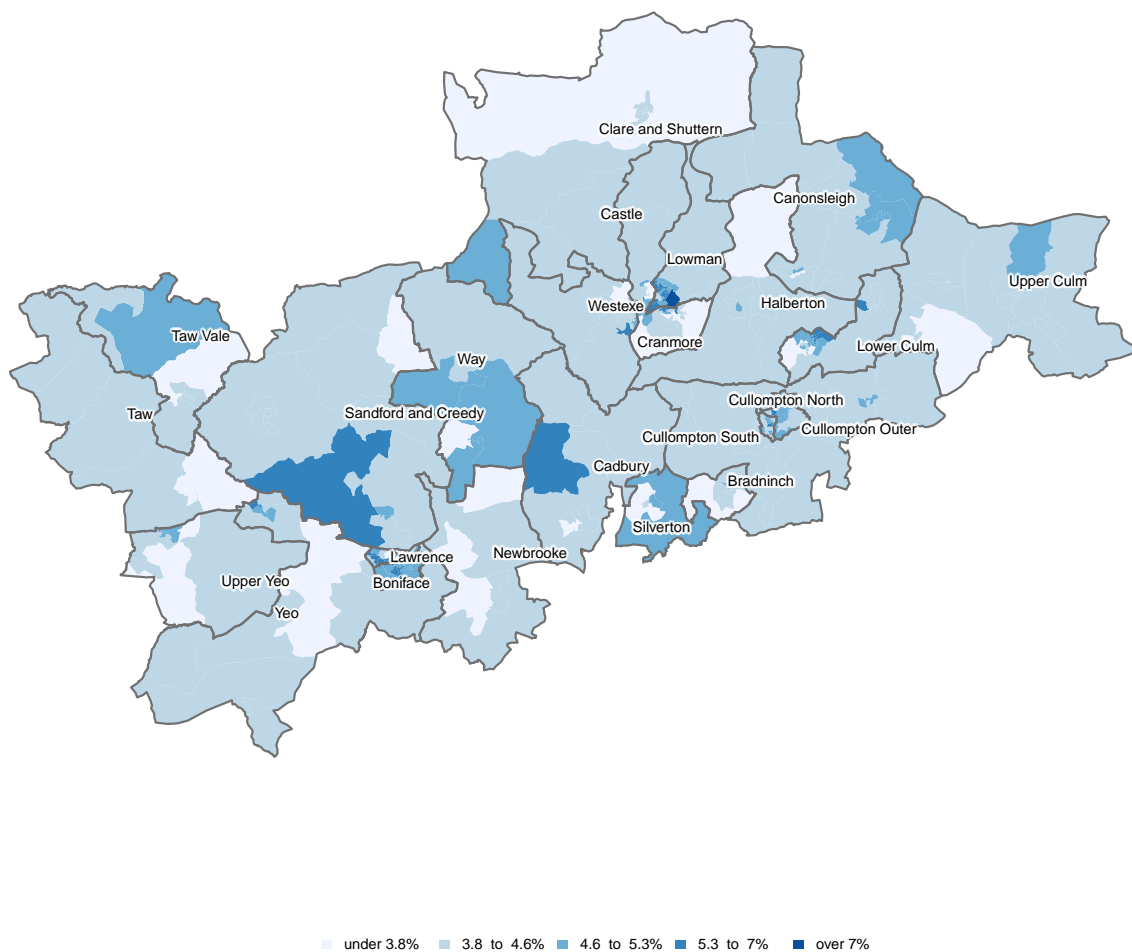 Clare and Shuttern
Canonsleigh
Castle
Lowman
Upper Culm
Westexe
Halberton
Taw Vale
Cranmore
Lower Culm
Way
Cullompton North
Taw
Sandford and Creedy
Cullompton South
Cullompton Outer
Cadbury
Bradninch
Silverton
Lawrence
Newbrooke
Upper Yeo
Boniface
Yeo
under 3.8% 3.8 to 4.6% 4.6 to 5.3% 5.3 to 7% over 7%